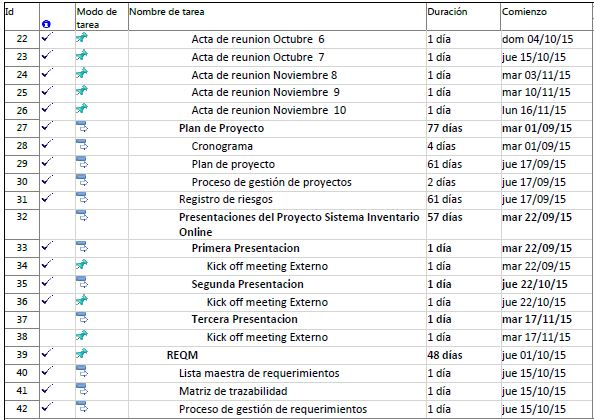 Id Modo de tarea Nombre de tarea Duración Comienzo
22 Acta de reunion Octubre 6 1 día dom 04/10/15
23 Acta de reunion Octubre 7 1 día jue 15/10/15
24 Acta de reunion Noviembre 8 1 día mar 03/11/15
25 Acta de reunion Noviembre 9 1 día mar 10/11/15
26 Acta de reunion Noviembre 10 1 día lun 16/11/15
27 Plan de Proyecto 77 días mar 01/09/15
28 Cronograma 4 días mar 01/09/15
29 Plan de proyecto 61 días jue 17/09/15
30 Proceso de gestión de proyectos 2 días jue 17/09/15
31 Registro de riesgos 61 días jue 17/09/15
32 Presentaciones del Proyecto Sistema Inventario 57 días mar 22/09/15
Online
33 Primera Presentacion 1 día mar 22/09/15
34 Kick off meeting Externo 1 día mar 22/09/15
35 Segunda Presentacion 1 día jue 22/10/15
36 Kick off meeting Externo 1 día jue 22/10/15
37 Tercera Presentacion 1 día mar 17/11/15
38 Kick off meeting Externo 1 día mar 17/11/15
39 REQM 48 días jue 01/10/15
40 Lista maestra de requerimientos 1 día jue 15/10/15
41 Matriz de trazabilidad 1 día jue 15/10/15
42 Proceso de gestión de requerimientos 1 día jue 15/10/15